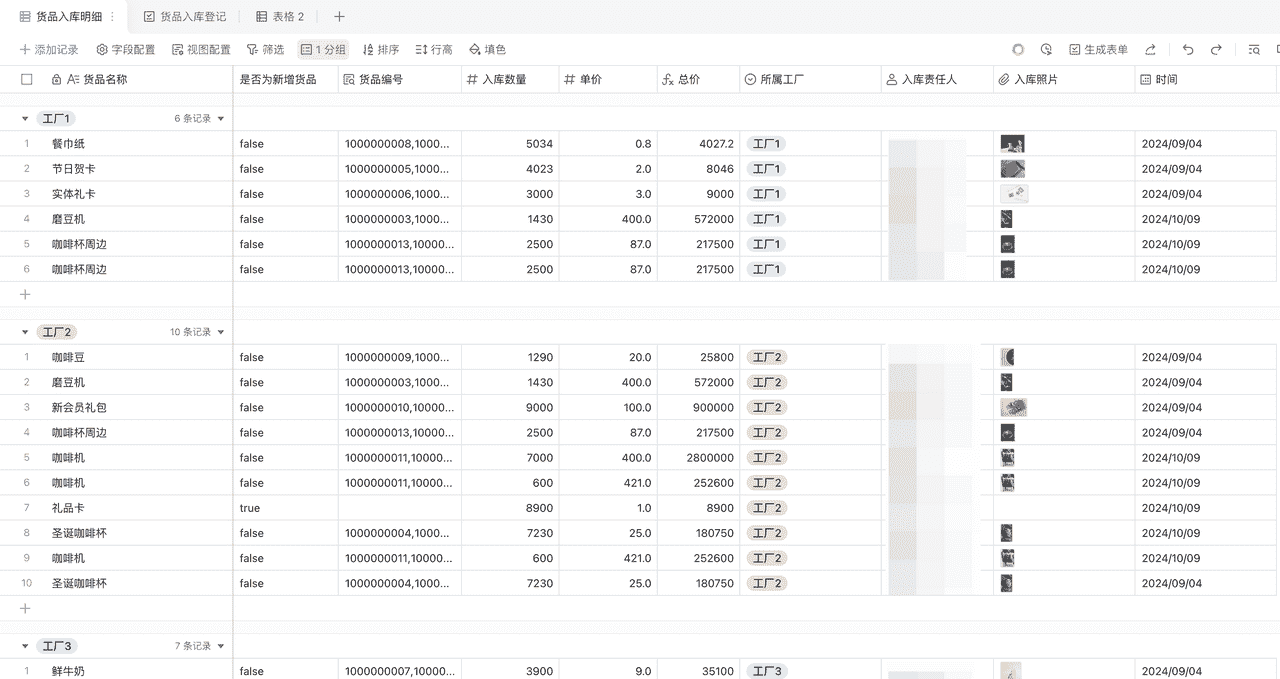 货品入库明细 货品入库登记 表格 2
添加记录 字段配置 视图配置 筛选 1 分组 排序 行高 填色 生成表单
货品名称 是否为新增货品 货品编号 入库数量 单价 总价 所属工厂 入库责任人 入库照片 时间
工厂1 6 条记录
1 餐巾纸 false 1000000008,1000... 5034 0.8 4027.2 工厂1 2024/09/04
2 节日贺卡 false 1000000005,1000... 4023 2.0 8046 工厂1 2024/09/04
3 实体礼卡 false 1000000006,1000... 3000 3.0 9000 工厂1 2024/09/04
4 磨豆机 false 1000000003,1000... 1430 400.0 572000 工厂1 2024/10/09
5 咖啡杯周边 false 1000000013,10000... 2500 87.0 217500 工厂1 2024/10/09
6 咖啡杯周边 false 1000000013,10000... 2500 87.0 217500 工厂1 2024/10/09
工厂2 10 条记录
1 咖啡豆 false 1000000009,1000... 1290 20.0 25800 工厂2 2024/09/04
2 磨豆机 false 1000000003,1000... 1430 400.0 572000 工厂2 2024/09/04
3 新会员礼包 false 1000000010,10000... 9000 100.0 900000 工厂2 2024/09/04
4 咖啡杯周边 false 1000000013,10000... 2500 87.0 217500 工厂2 2024/09/04
5 咖啡机 false 1000000011,10000... 7000 400.0 2800000 工厂2 2024/10/09
6 咖啡机 false 1000000011,10000... 600 421.0 252600 工厂2 2024/10/09
7 礼品卡 true 8900 1.0 8900 工厂2 2024/10/09
8 圣诞咖啡杯 false 1000000004,1000... 7230 25.0 180750 工厂2 2024/10/09
9 咖啡机 false 1000000011,10000... 600 421.0 252600 工厂2 2024/10/09
10 圣诞咖啡杯 false 1000000004,1000... 7230 25.0 180750 工厂2 2024/09/04
工厂3 7 条记录
1 鲜牛奶 false 1000000007,10000... 3900 9.0 35100 工厂3 2024/09/04